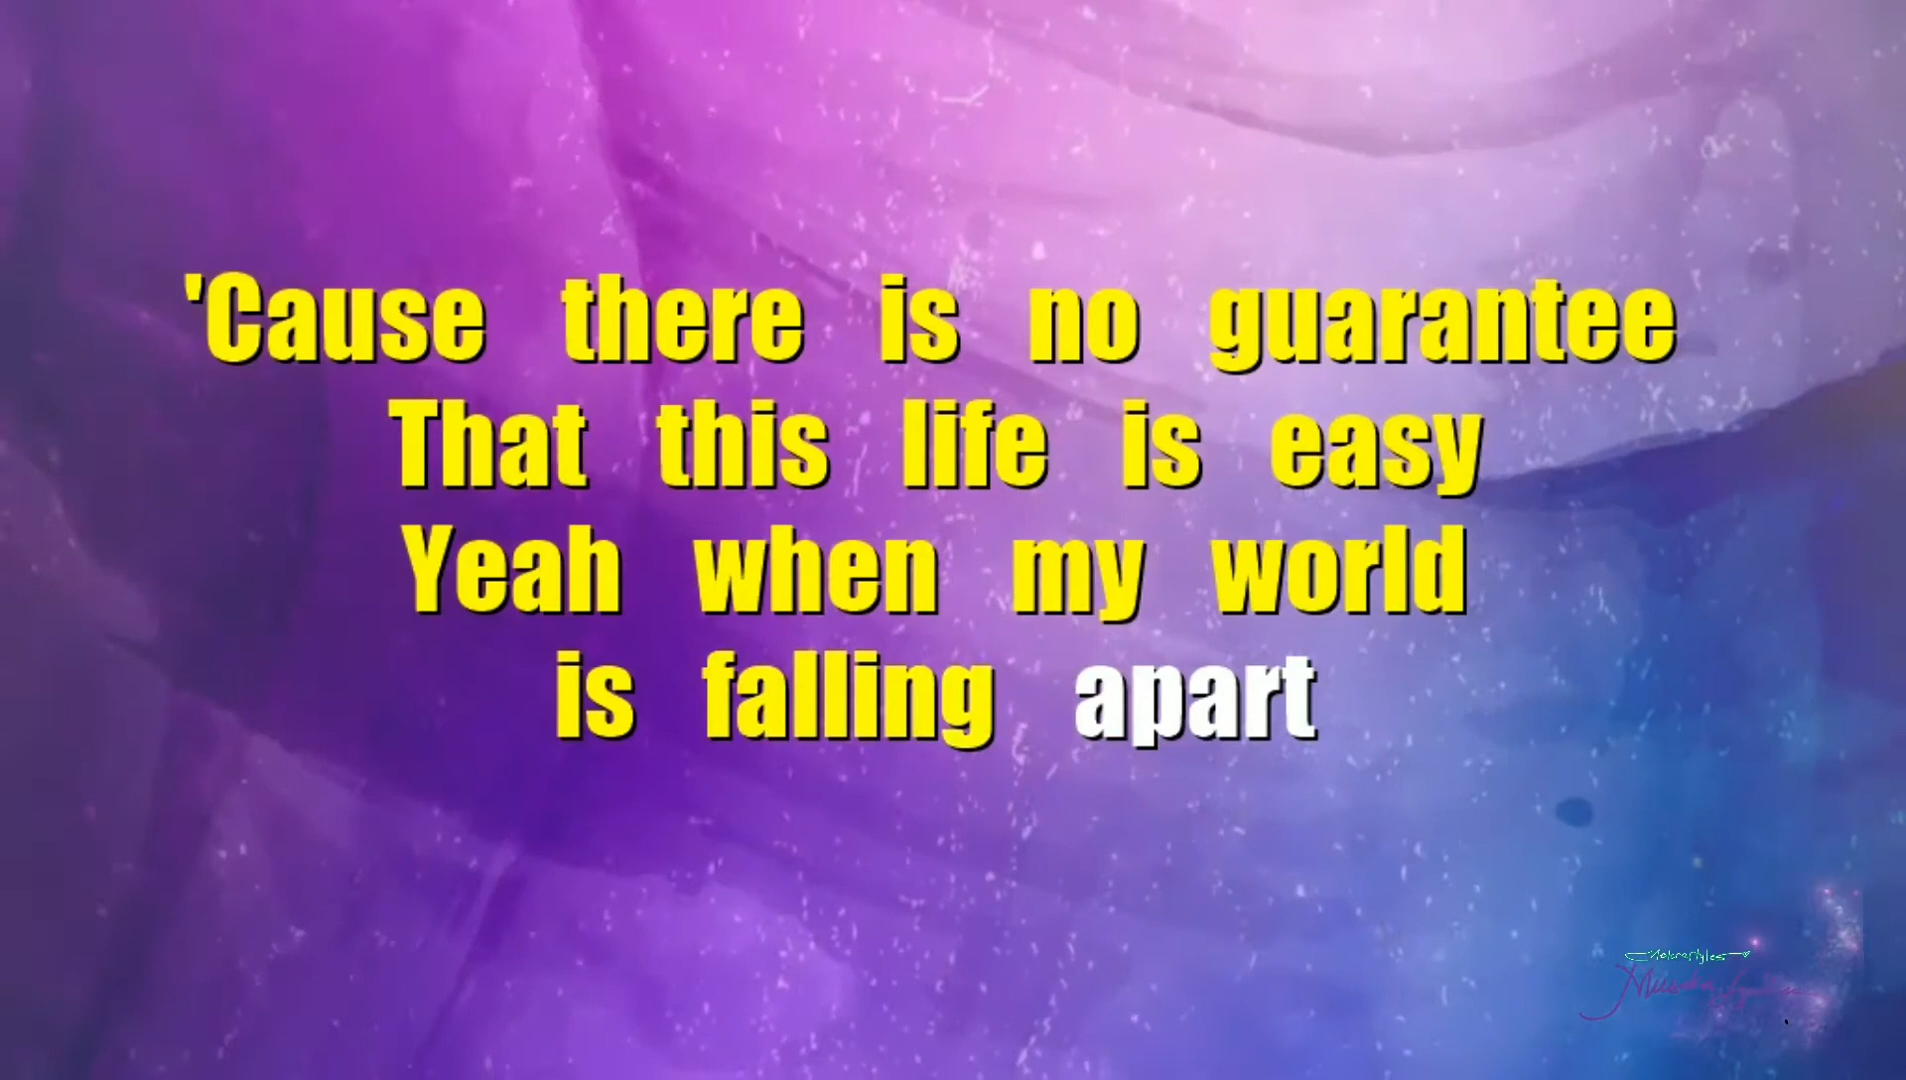 'Cause there is no guarantee
That this life is easy
Yeah when my world
is falling apart